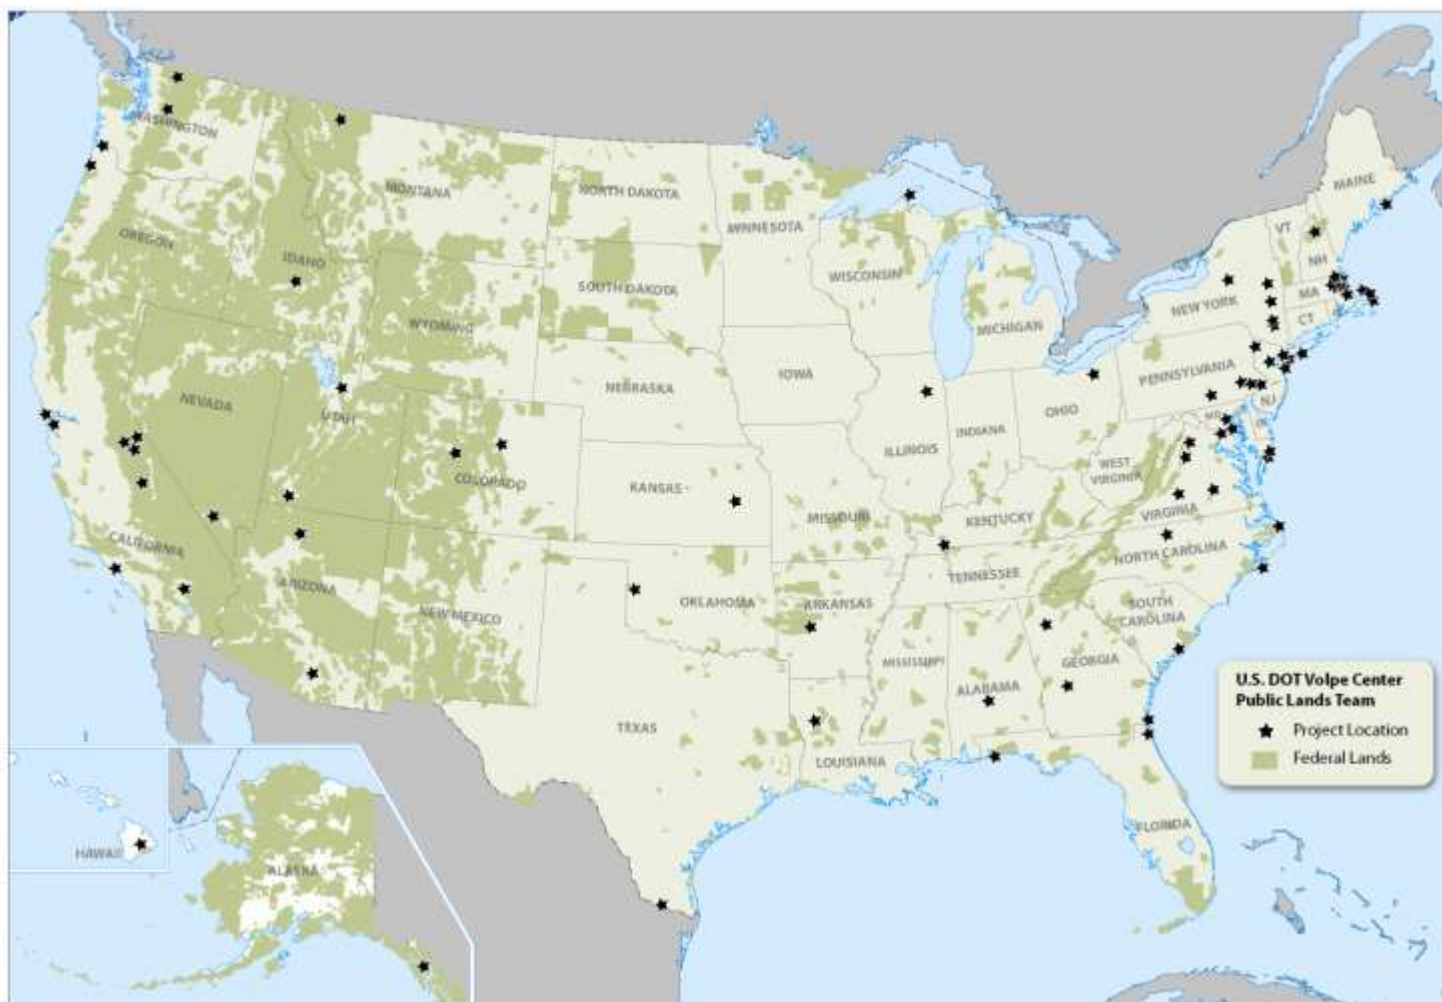 WASHINGTON
MAINE
MONTANA
NORTH DAKOTA
MINNESOTA
VT
OREGON
NH
IDAHO
WISCONSIN
SOUTH DAKOTA
MA
NEW YORK
CT
WYOMING
MICHIGAN
PENNSYLVANIA
IOWA
NEBRASKA
NEVADA
NJ
UTAH
OHIO
MD
INDIANA
ILLINOIS
WEST
VIRGINIA
COLORADO
KANSAS
VIRGINIA
MISSOURI
KENTUCKY
CALIFORNIA
NORTH CAROLINA
TENNESSEE
ARIZONA
OKLAHOMA
ARKANSAS
SOUTH
CAROLINA
NEW MEXICO
MISSISSIPPI
GEORGIA
ALABAMA
TEXAS
LOUISIANA
FLORIDA
HAWAII
ALASKA
U.S. DOT Volpe Center
Public Lands Team
Project Location
Federal Lands